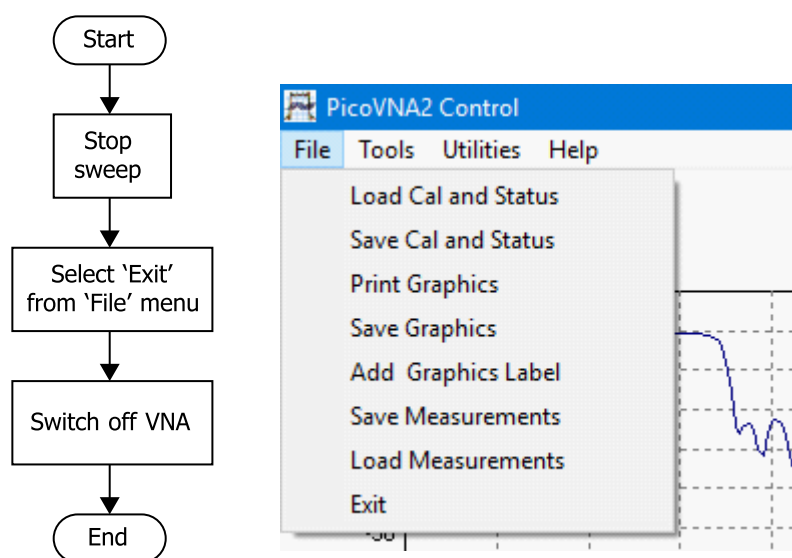 Start
Stop
sweep
Select ‘Exit’
from ‘File’ menu
Switch off VNA
End
PicoVNA2 Control
File Tools Utilities Help
Load Cal and Status
Save Cal and Status
Print Graphics
Save Graphics
Add Graphics Label
Save Measurements
Load Measurements
Exit